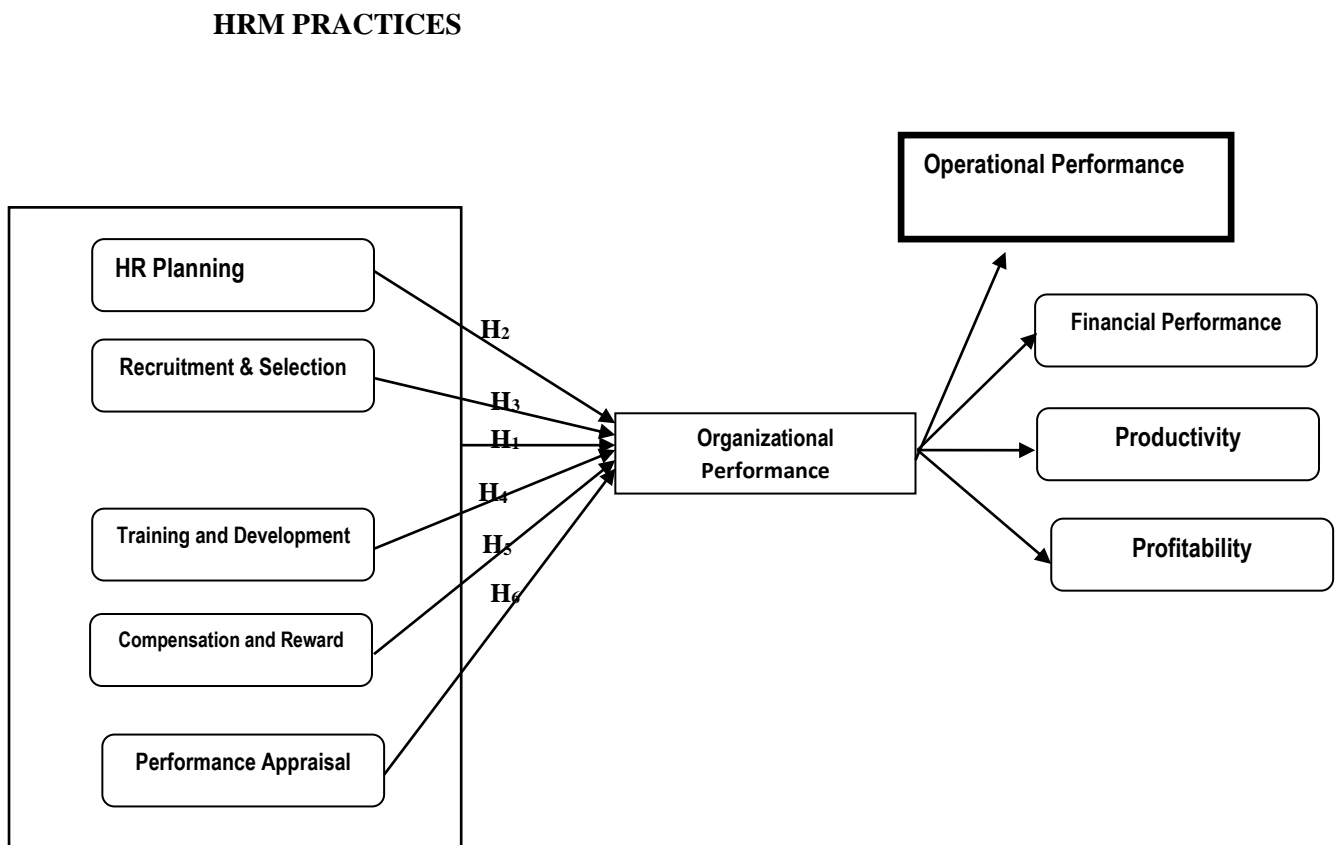 HRM PRACTICES
Operational Performance
HR Planning
Financial Performance
H2
Recruitment & Selection
H3
Organizational
Performance
H1
Productivity
H4
Training and Development
H5
Profitability
H6
Compensation and Reward
Performance Appraisal